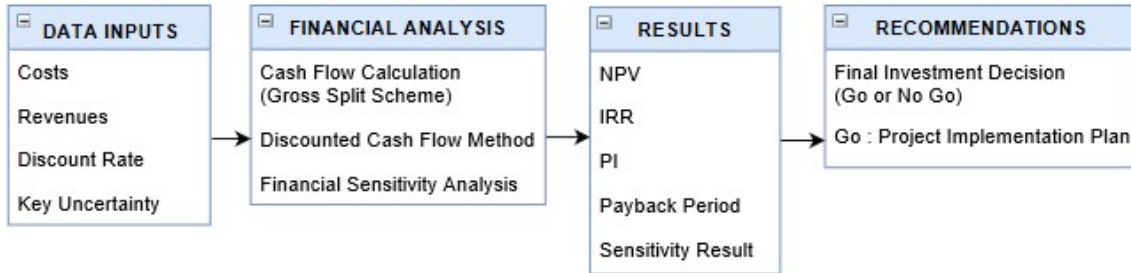 DATA INPUTS
Costs
Revenues
Discount Rate
Key Uncertainty
FINANCIAL ANALYSIS
Cash Flow Calculation
(Gross Split Scheme)
Discounted Cash Flow Method
Financial Sensitivity Analysis
RESULTS
NPV
IRR
PI
Payback Period
Sensitivity Result
RECOMMENDATIONS
Final Investment Decision
(Go or No Go)
Go : Project Implementation Plan